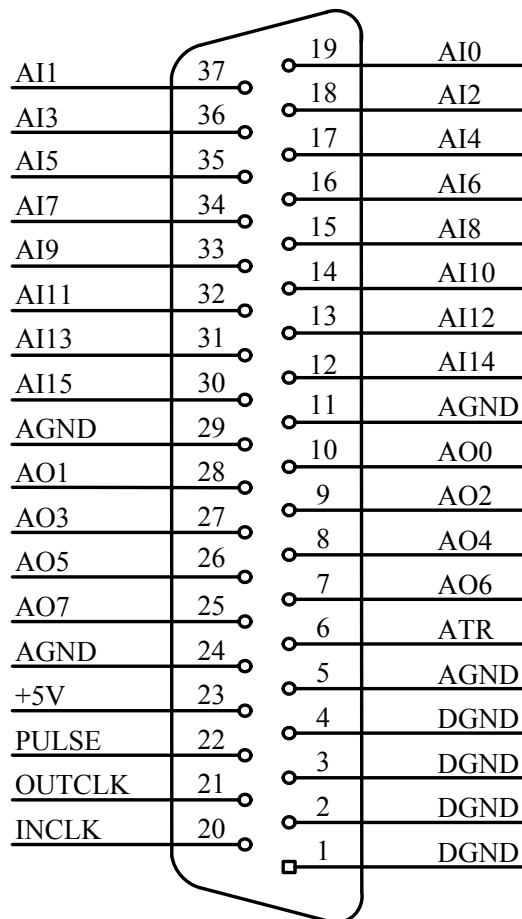 19 AI0
AI1 37
18 AI2
AI3 36
17 AI4
AI5 35
16 AI6
AI7 34
15 AI8
AI9 33
14 AI10
AI11 32
13 AI12
AI13 31
12 AI14
AI15 30
11 AGND
AGND 29
10 AO0
AO1 28
9 AO2
AO3 27
8 AO4
AO5 26
7 AO6
AO7 25
6 ATR
AGND 24
5 AGND
+5V 23
4 DGND
PULSE 22
3 DGND
OUTCLK 21
2 DGND
INCLK 20
1 DGND